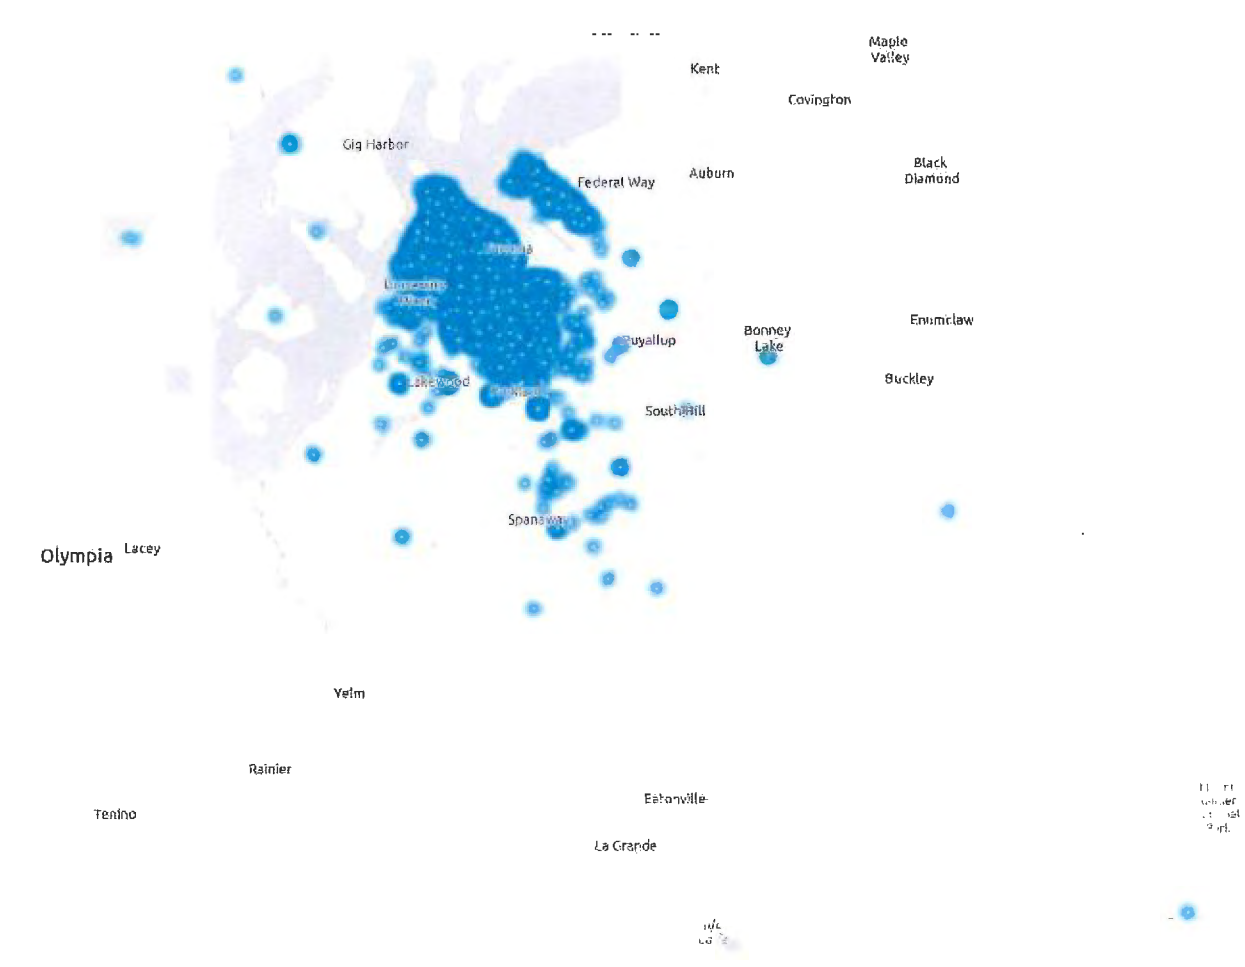 Maple
Valley
Kent
Covington
Gig Harbor
Black
Diamond
Federal Way
Auburn
Enumclaw
Bonney
Lake
Puyallup
Buckley
Lakewood
South Hill
Spanaway
Olympia
Lacey
Yelm
Rainier
Eatonville
Tenino
La Grande